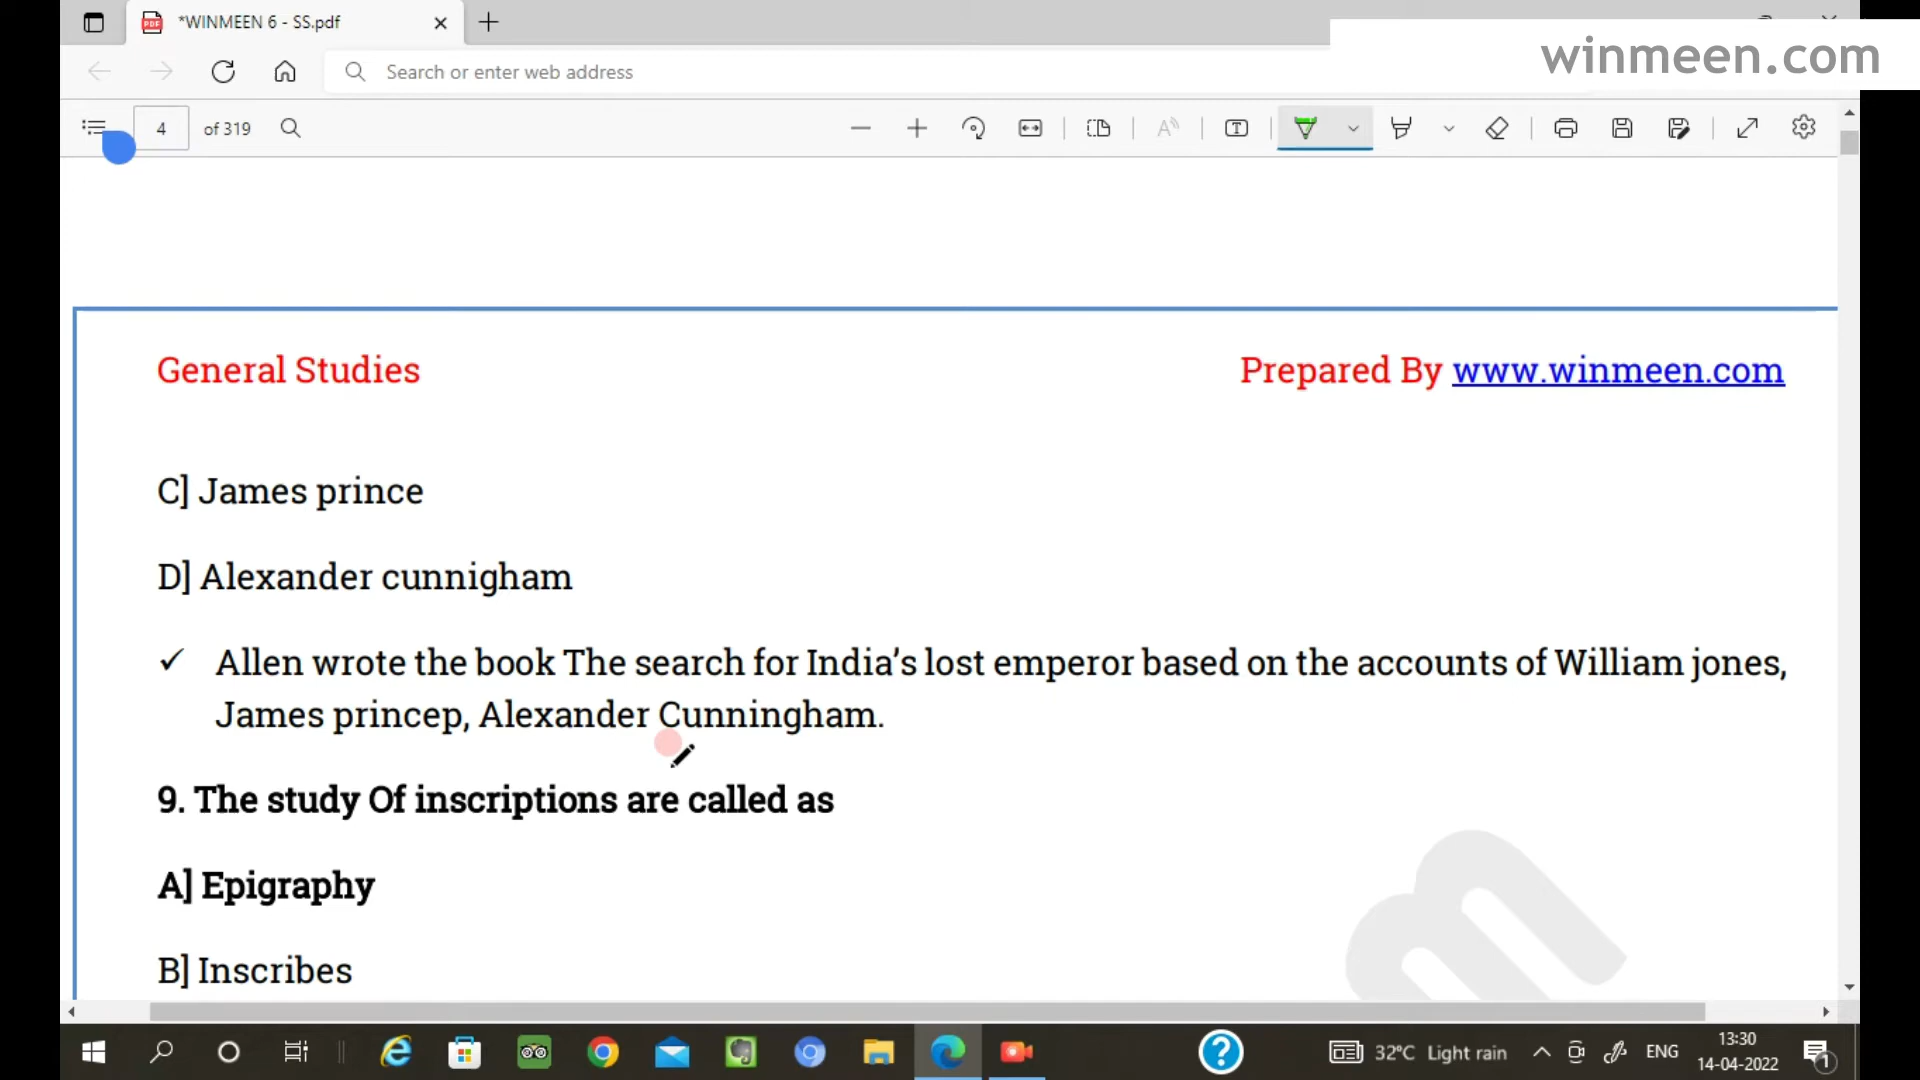 *WINMEEN 6 - SS.pdf
winmeen.com
Search or enter web address
4 of 319
General Studies Prepared By www.winmeen.com
C] James prince
D] Alexander cunnigham
✓ Allen wrote the book The search for India's lost emperor based on the accounts of William jones,
James princep, Alexander Cunningham.
9. The study Of inscriptions are called as
A] Epigraphy
B] Inscribes
m
32°C Light rain ENG 13:30
14-04-2022
1